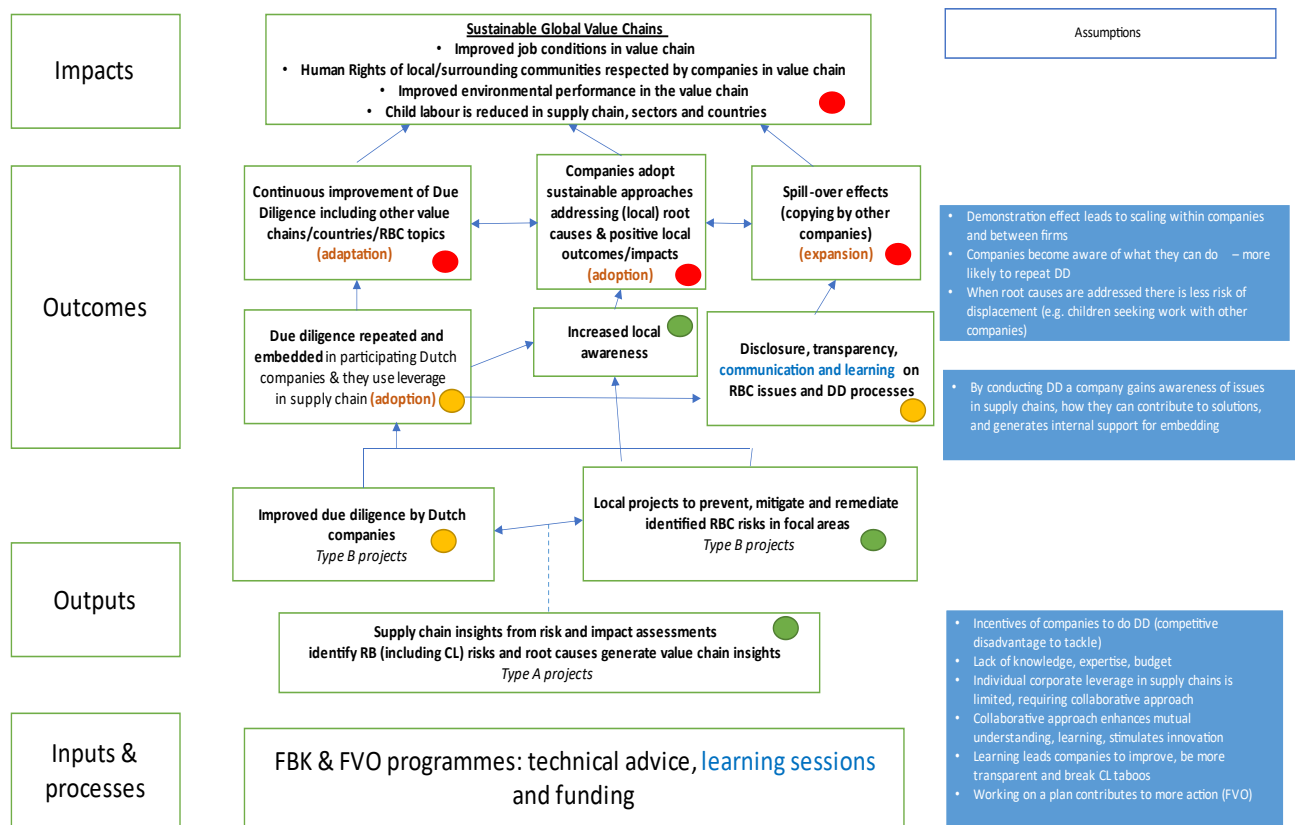 Impacts
Sustainable Global Value Chains
• Improved job conditions in value chain
• Human Rights of local/surrounding communities respected by companies in value chain
• Improved environmental performance in the value chain
• Child labour is reduced in supply chain, sectors and countries
Assumptions
Outcomes
Continuous improvement of Due
Diligence including other value
chains/countries/RBC topics
(adaptation)
Companies adopt
sustainable approaches
addressing (local) root
causes & positive local
outcomes/impacts
(adoption)
Spill-over effects
(copying by other
companies)
(expansion)
• Demonstration effect leads to scaling within companies
and between firms
• Companies become aware of what they can do – more
likely to repeat DD
• When root causes are addressed there is less risk of
displacement (e.g. children seeking work with other
companies)
Due diligence repeated and
embedded in participating Dutch
companies & they use leverage
in supply chain (adoption)
Increased local
awareness
Disclosure, transparency,
communication and learning on
RBC issues and DD processes
• By conducting DD a company gains awareness of issues
in supply chains, how they can contribute to solutions,
and generates internal support for embedding
Outputs
Improved due diligence by Dutch
companies
Type B projects
Local projects to prevent, mitigate and remediate
identified RBC risks in focal areas
Type B projects
Supply chain insights from risk and impact assessments
identify RB (including CL) risks and root causes generate value chain insights
Type A projects
• Incentives of companies to do DD (competitive
disadvantage to tackle)
• Lack of knowledge, expertise, budget
• Individual corporate leverage in supply chains is
limited, requiring collaborative approach
• Collaborative approach enhances mutual
understanding, learning, stimulates innovation
• Learning leads companies to improve, be more
transparent and break CL taboos
• Working on a plan contributes to more action (FVO)
Inputs &
processes
FBK & FVO programmes: technical advice, learning sessions
and funding